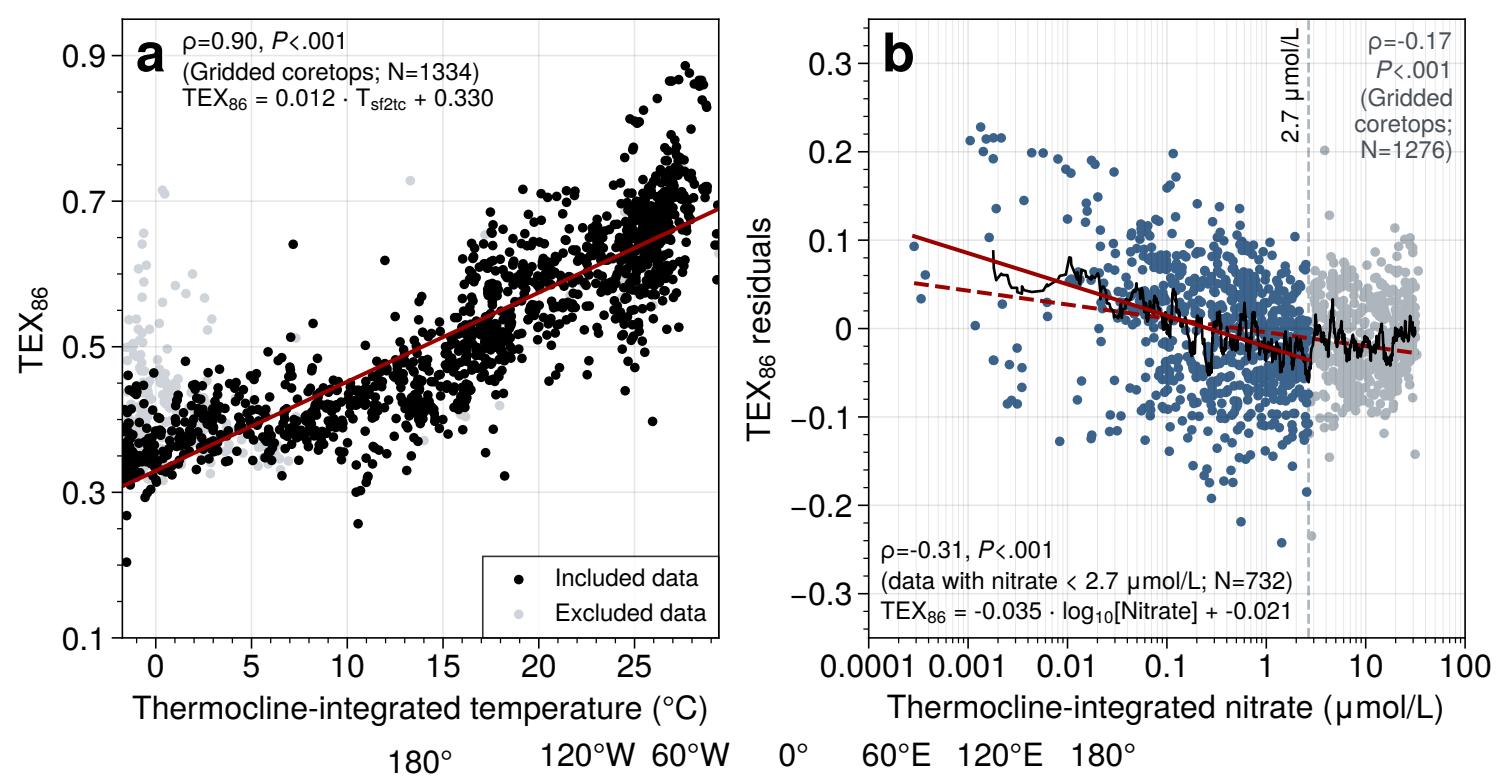 a
ρ=0.90, P<.001
(Gridded coretops; N=1334)
TEX86 = 0.012 · Tsf2tc + 0.330
0.9
0.7
0.5
0.3
0.1
TEX86
Included data
Excluded data
0 5 10 15 20 25
Thermocline-integrated temperature (°C)
b
2.7 μmol/L
ρ=-0.17
P<.001
(Gridded
coretops;
N=1276)
0.3
0.2
0.1
0
−0.1
−0.2
−0.3
TEX86 residuals
ρ=-0.31, P<.001
(data with nitrate < 2.7 μmol/L; N=732)
TEX86 = -0.035 · log10[Nitrate] + -0.021
0.0001 0.001 0.01 0.1 1 10 100
Thermocline-integrated nitrate (μmol/L)
180° 120°W 60°W 0° 60°E 120°E 180°